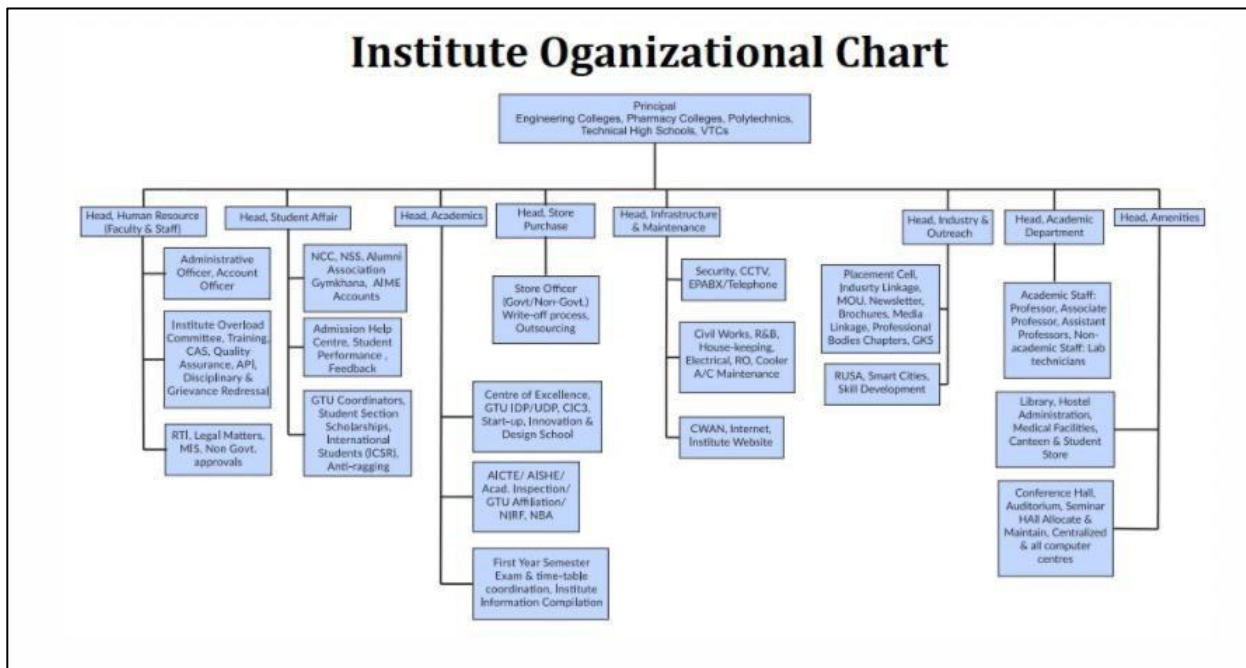 Institute Oganizational Chart
Principal
Engineering Colleges, Pharmacy Colleges, Polytechnics,
Technical High Schools, VTCs
Head, Human Resource
(Faculty & Staff)
Administrative
Officer, Account
Officer
Institute Overload
Committee, Training,
CAS, Quality
Assurance, API,
Disciplinary &
Grievance Redressal
RTI, Legal Matters,
MIS, Non Govt.
approvals
Head, Student Affair
NCC, NSS, Alumni
Association
Gymkhana, AIME
Accounts
Admission Help
Centre, Student
Performance ,
Feedback
GTU Coordinators,
Student Section
Scholarships,
International
Students (ICSR),
Anti-ragging
Head, Academics
Centre of Excellence,
GTU IDP/UDP, CIC3,
Start-up, Innovation &
Design School
AICTE/ AISHE/
Acad. Inspection/
GTU Affiliation/
NIRF, NBA
First Year Semester
Exam & time-table
coordination, Institute
Information Compilation
Head, Store
Purchase
Store Officer
(Govt/Non-Govt.)
Write-off process,
Outsourcing
Head, Infrastructure
& Maintenance
Security, CCTV,
EPABX/Telephone
Civil Works, R&B,
House-keeping,
Electrical, RO, Cooler
A/C Maintenance
CWAN, Internet,
Institute Website
Head, Industry &
Outreach
Placement Cell,
Indusrty Linkage,
MOU, Newsletter,
Brochures, Media
Linkage, Professional
Bodies Chapters, GKS
RUSA, Smart Cities,
Skill Development
Head, Academic
Department
Academic Staff:
Professor, Associate
Professor, Assistant
Professors, Non-
academic Staff: Lab
technicians
Head, Amenities
Library, Hostel
Administration,
Medical Facilities,
Canteen & Student
Store
Conference Hall,
Auditorium, Seminar
HAll Allocate &
Maintain, Centralized
& all computer
centres